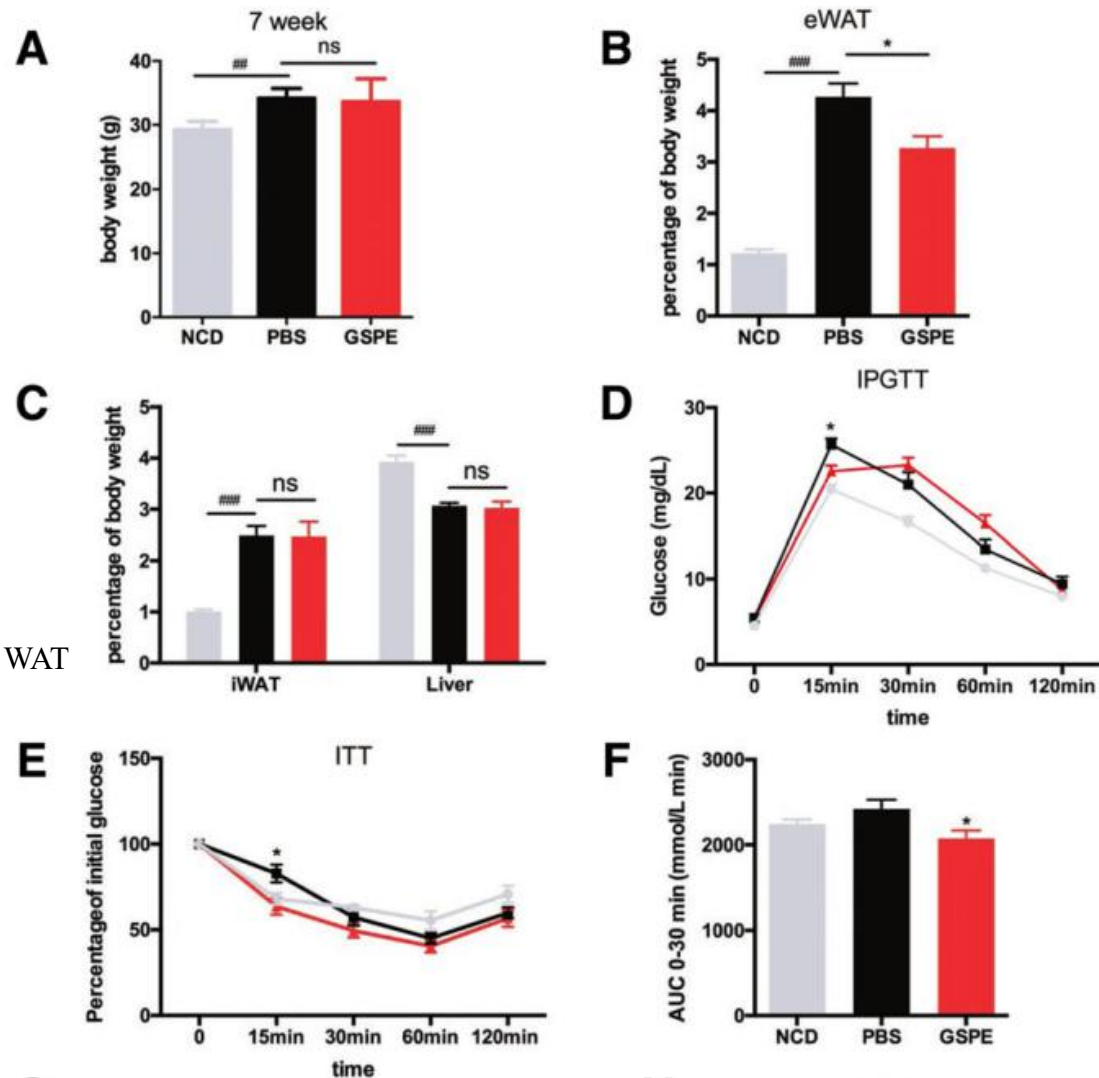 A
7 week
ns
##
40
30
20
10
0
body weight (g)
NCD PBS GSPE
B
eWAT
*
###
5
4
3
2
1
0
percentage of body weight
NCD PBS GSPE
C
5
4
3
2
1
0
percentage of body weight
###
ns
###
ns
iWAT Liver
WAT
D
IPGTT
30
20
10
0
Glucose (mg/dL)
*
0 15min 30min 60min 120min
time
E
ITT
150
100
50
0
Percentageof initial glucose
*
0 15min 30min 60min 120min
time
F
3000
2000
1000
0
AUC 0-30 min (mmol/L min)
*
NCD PBS GSPE